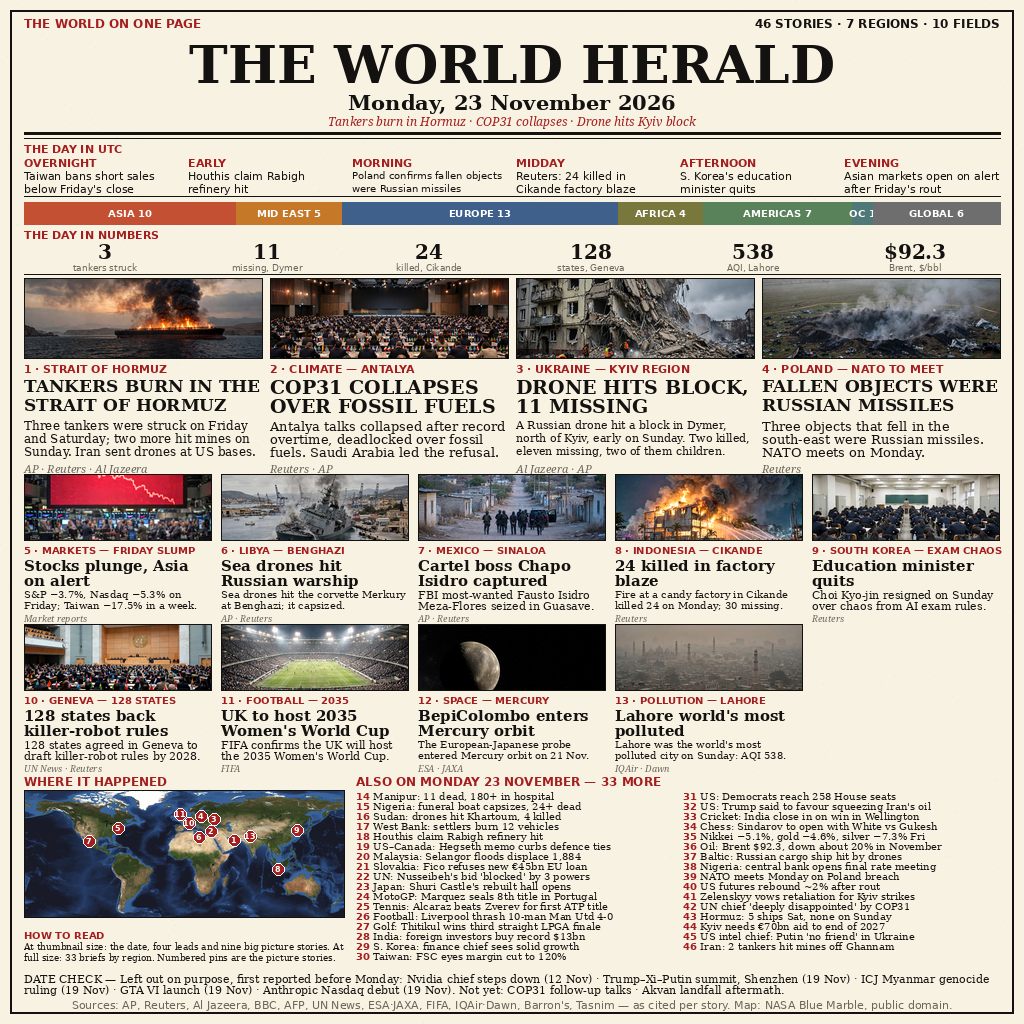 THE WORLD ON ONE PAGE
46 STORIES · 7 REGIONS · 10 FIELDS
THE WORLD HERALD
Monday, 23 November 2026
Tankers burn in Hormuz · COP31 collapses · Drone hits Kyiv block
THE DAY IN UTC
OVERNIGHT
Taiwan bans short sales
below Friday's close
EARLY
Houthis claim Rabigh
refinery hit
MORNING
Poland confirms fallen objects
were Russian missiles
MIDDAY
Reuters: 24 killed in
Cikande factory blaze
AFTERNOON
S. Korea's education
minister quits
EVENING
Asian markets open on alert
after Friday's rout
ASIA 10
MID EAST 5
EUROPE 13
AFRICA 4
AMERICAS 7
OC 1
GLOBAL 6
THE DAY IN NUMBERS
3
tankers struck
11
missing, Dymer
24
killed, Cikande
128
states, Geneva
538
AQI, Lahore
$92.3
Brent, $/bbl
1 · STRAIT OF HORMUZ
TANKERS BURN IN THE
STRAIT OF HORMUZ
Three tankers were struck on Friday
and Saturday; two more hit mines on
Sunday. Iran sent drones at US bases.
AP · Reuters · Al Jazeera
2 · CLIMATE — ANTALYA
COP31 COLLAPSES
OVER FOSSIL FUELS
Antalya talks collapsed after record
overtime, deadlocked over fossil
fuels. Saudi Arabia led the refusal.
Reuters · AP
3 · UKRAINE — KYIV REGION
DRONE HITS BLOCK,
11 MISSING
A Russian drone hit a block in Dymer,
north of Kyiv, early on Sunday. Two killed,
eleven missing, two of them children.
Al Jazeera · AP
4 · POLAND — NATO TO MEET
FALLEN OBJECTS WERE
RUSSIAN MISSILES
Three objects that fell in the
south-east were Russian missiles.
NATO meets on Monday.
Reuters
5 · MARKETS — FRIDAY SLUMP
Stocks plunge, Asia
on alert
S&P −3.7%, Nasdaq −5.3% on
Friday; Taiwan −17.5% in a week.
Market reports
6 · LIBYA — BENGHAZI
Sea drones hit
Russian warship
Sea drones hit the corvette Merkury
at Benghazi; it capsized.
AP · Reuters
7 · MEXICO — SINALOA
Cartel boss Chapo
Isidro captured
FBI most-wanted Fausto Isidro
Meza-Flores seized in Guasave.
AP · Reuters
8 · INDONESIA — CIKANDE
24 killed in factory
blaze
Fire at a candy factory in Cikande
killed 24 on Monday; 30 missing.
Reuters
9 · SOUTH KOREA — EXAM CHAOS
Education minister
quits
Choi Kyo-jin resigned on Sunday
over chaos from AI exam rules.
Reuters
10 · GENEVA — 128 STATES
128 states back
killer-robot rules
128 states agreed in Geneva to
draft killer-robot rules by 2028.
UN News · Reuters
11 · FOOTBALL — 2035
UK to host 2035
Women's World Cup
FIFA confirms the UK will host
the 2035 Women's World Cup.
FIFA
12 · SPACE — MERCURY
BepiColombo enters
Mercury orbit
The European-Japanese probe
entered Mercury orbit on 21 Nov.
ESA · JAXA
13 · POLLUTION — LAHORE
Lahore world's most
polluted
Lahore was the world's most
polluted city on Sunday: AQI 538.
IQAir · Dawn
WHERE IT HAPPENED
11
4
3
10
2
6
5
7
1
13
9
8
HOW TO READ
At thumbnail size: the date, four leads and nine big picture stories. At
full size: 33 briefs by region. Numbered pins are the picture stories.
ALSO ON MONDAY 23 NOVEMBER — 33 MORE
14 Manipur: 11 dead, 180+ in hospital
15 Nigeria: funeral boat capsizes, 24+ dead
16 Sudan: drones hit Khartoum, 4 killed
17 West Bank: settlers burn 12 vehicles
18 Houthis claim Rabigh refinery hit
19 US–Canada: Hegseth memo curbs defence ties
20 Malaysia: Selangor floods displace 1,884
21 Slovakia: Fico refuses new €45bn EU loan
22 UN: Nusseibeh's bid 'blocked' by 3 powers
23 Japan: Shuri Castle's rebuilt hall opens
24 MotoGP: Marquez seals 8th title in Portugal
25 Tennis: Alcaraz beats Zverev for first ATP title
26 Football: Liverpool thrash 10-man Man Utd 4-0
27 Golf: Thitikul wins third straight LPGA finale
28 India: foreign investors buy record $13bn
29 S. Korea: finance chief sees solid growth
30 Taiwan: FSC eyes margin cut to 120%
31 US: Democrats reach 258 House seats
32 US: Trump said to favour squeezing Iran's oil
33 Cricket: India close in on win in Wellington
34 Chess: Sindarov to open with White vs Gukesh
35 Nikkei −5.1%, gold −4.6%, silver −7.3% Fri
36 Oil: Brent $92.3, down about 20% in November
37 Baltic: Russian cargo ship hit by drones
38 Nigeria: central bank opens final rate meeting
39 NATO meets Monday on Poland breach
40 US futures rebound ~2% after rout
41 Zelenskyy vows retaliation for Kyiv strikes
42 UN chief 'deeply disappointed' by COP31
43 Hormuz: 5 ships Sat, none on Sunday
44 Kyiv needs €70bn aid to end of 2027
45 US intel chief: Putin 'no friend' in Ukraine
46 Iran: 2 tankers hit mines off Ghannam
DATE CHECK — Left out on purpose, first reported before Monday: Nvidia chief steps down (12 Nov) · Trump–Xi–Putin summit, Shenzhen (19 Nov) · ICJ Myanmar genocide
ruling (19 Nov) · GTA VI launch (19 Nov) · Anthropic Nasdaq debut (19 Nov). Not yet: COP31 follow-up talks · Akvan landfall aftermath.
Sources: AP, Reuters, Al Jazeera, BBC, AFP, UN News, ESA·JAXA, FIFA, IQAir·Dawn, Barron's, Tasnim — as cited per story. Map: NASA Blue Marble, public domain.